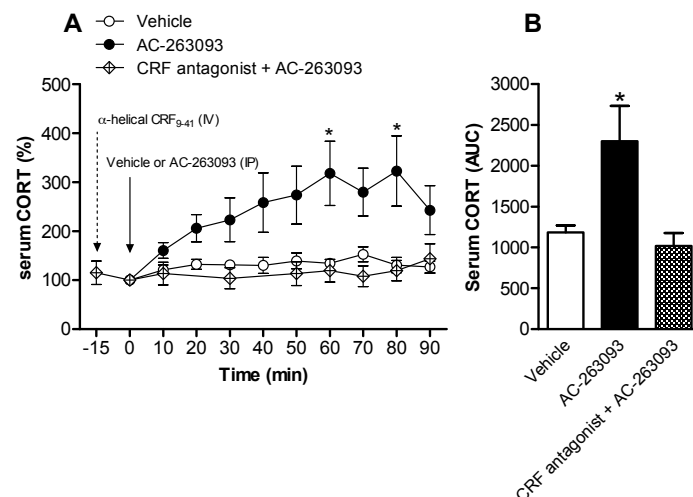 A
Vehicle
AC-263093
CRF antagonist + AC-263093
500
400
300
200
100
0
serum CORT (%)
α-helical CRF9-41 (IV)
Vehicle or AC-263093 (IP)
*
*
-15 0 10 20 30 40 50 60 70 80 90
Time (min)
B
3000
2500
2000
1500
1000
500
0
Serum CORT (AUC)
*
Vehicle
AC-263093
CRF antagonist + AC-263093